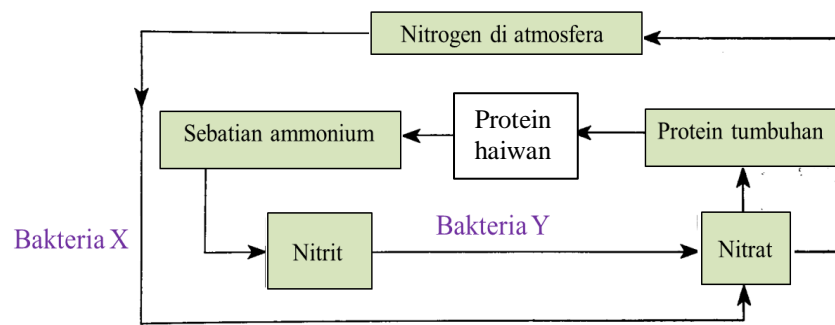 Nitrogen di atmosfera
Sebatian ammonium
Protein
haiwan
Protein tumbuhan
Bakteria X
Nitrit
Bakteria Y
Nitrat